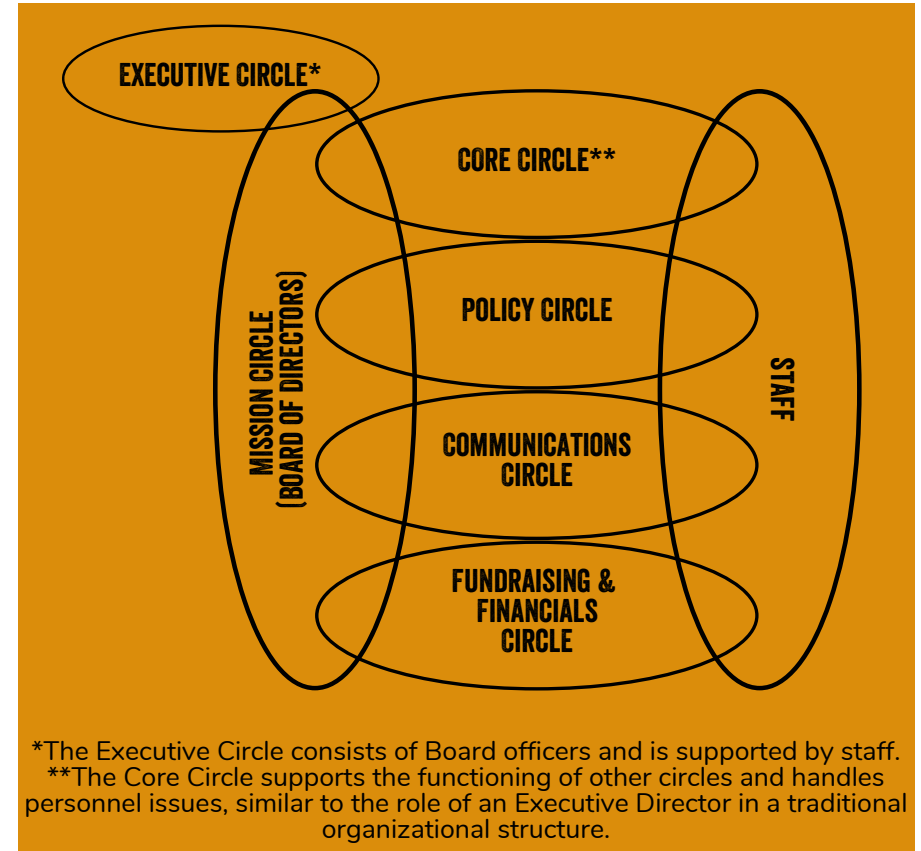 EXECUTIVE CIRCLE*
CORE CIRCLE**
POLICY CIRCLE
MISSION CIRCLE
(BOARD OF DIRECTORS)
STAFF
COMMUNICATIONS
CIRCLE
FUNDRAISING &
FINANCIALS
CIRCLE
*The Executive Circle consists of Board officers and is supported by staff.
**The Core Circle supports the functioning of other circles and handles
personnel issues, similar to the role of an Executive Director in a traditional
organizational structure.